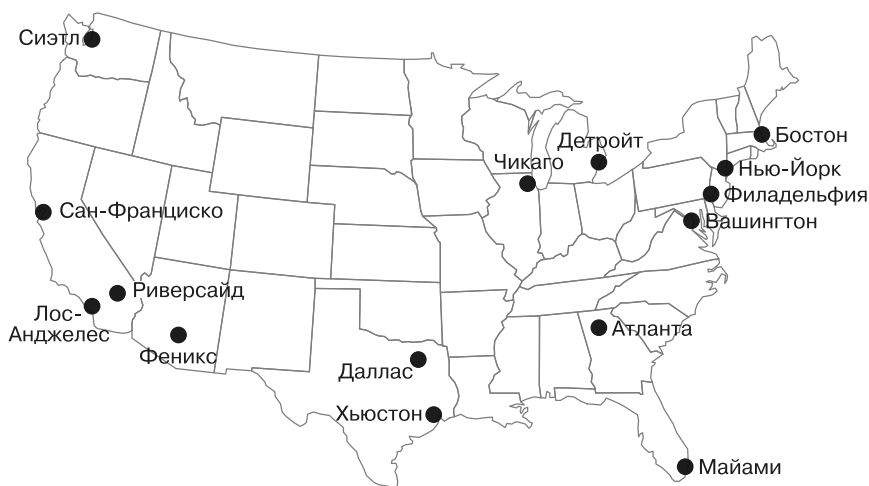 Сиэтл
Бостон
Детройт
Чикаго
Нью-Йорк
Филадельфия
Сан-Франциско
Вашингтон
Риверсайд
Лос-
Анджелес
Атланта
Феникс
Даллас
Хьюстон
Майами